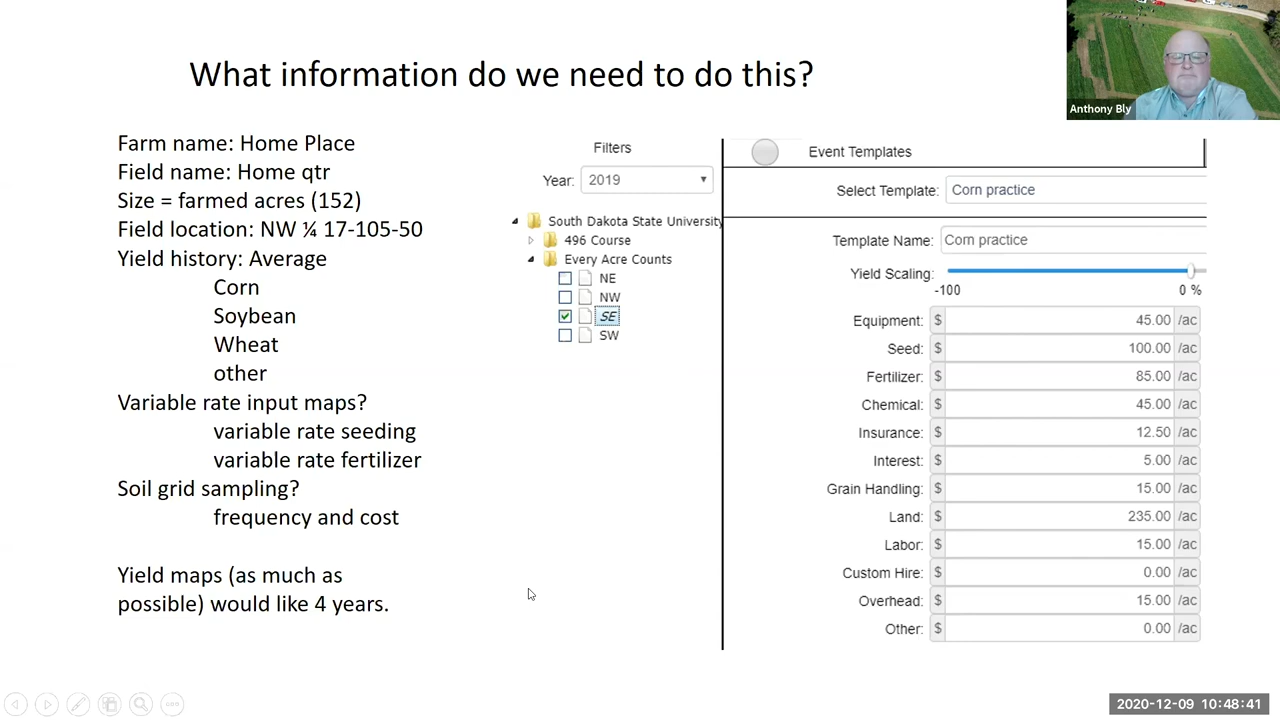 What information do we need to do this?
Anthony Bly
Farm name: Home Place
Field name: Home qtr
Size = farmed acres (152)
Field location: NW ¼ 17-105-50
Yield history: Average
Corn
Soybean
Wheat
other
Variable rate input maps?
variable rate seeding
variable rate fertilizer
Soil grid sampling?
frequency and cost
Yield maps (as much as
possible) would like 4 years.
Filters
Year: 2019
South Dakota State University
496 Course
Every Acre Counts
NE
NW
SE
SW
Event Templates
Select Template: Corn practice
Template Name: Corn practice
Yield Scaling:
-100 0 %
Equipment: $ 45.00 /ac
Seed: $ 100.00 /ac
Fertilizer: $ 85.00 /ac
Chemical: $ 45.00 /ac
Insurance: $ 12.50 /ac
Interest: $ 5.00 /ac
Grain Handling: $ 15.00 /ac
Land: $ 235.00 /ac
Labor: $ 15.00 /ac
Custom Hire: $ 0.00 /ac
Overhead: $ 15.00 /ac
Other: $ 0.00 /ac
2020-12-09 10:48:41